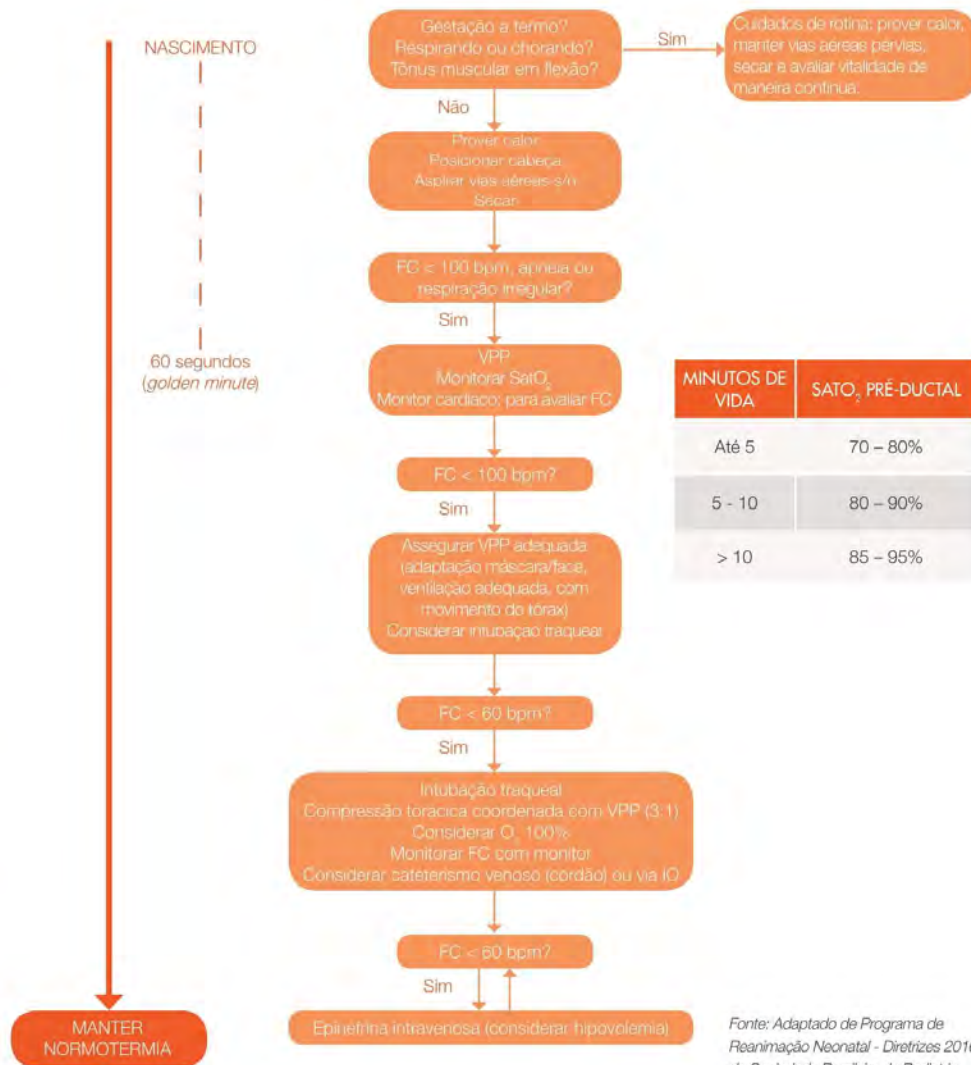 NASCIMENTO
60 segundos
(golden minute)
MANTER
NORMOTERMIA
Gestação a termo?
Respirando ou chorando?
Tônus muscular em flexão?
Sim
Cuidados de rotina: prover calor,
manter vias aéreas pérvias,
secar e avaliar vitalidade de
maneira contínua.
Não
Prover calor
Posicionar cabeça
Aspirar vias aéreas s/n
Secar
FC < 100 bpm, apneia ou
respiração irregular?
Sim
VPP
Monitorar SatO₂
Monitor cardíaco: para avaliar FC
FC < 100 bpm?
Sim
Assegurar VPP adequada
(adaptação máscara/face,
ventilação adequada, com
movimento do tórax)
Considerar intubação traqueal
FC < 60 bpm?
Sim
Intubação traqueal
Compressão torácica coordenada com VPP (3:1)
Considerar O₂ 100%
Monitorar FC com monitor
Considerar cateterismo venoso (cordão) ou via IO
FC < 60 bpm?
Sim
Epinefrina intravenosa (considerar hipovolemia)
MINUTOS DE
VIDA
SATO₂ PRÉ-DUCTAL
Até 5 70 – 80%
5 - 10 80 – 90%
> 10 85 – 95%
Fonte: Adaptado de Programa de
Reanimação Neonatal - Diretrizes 2016